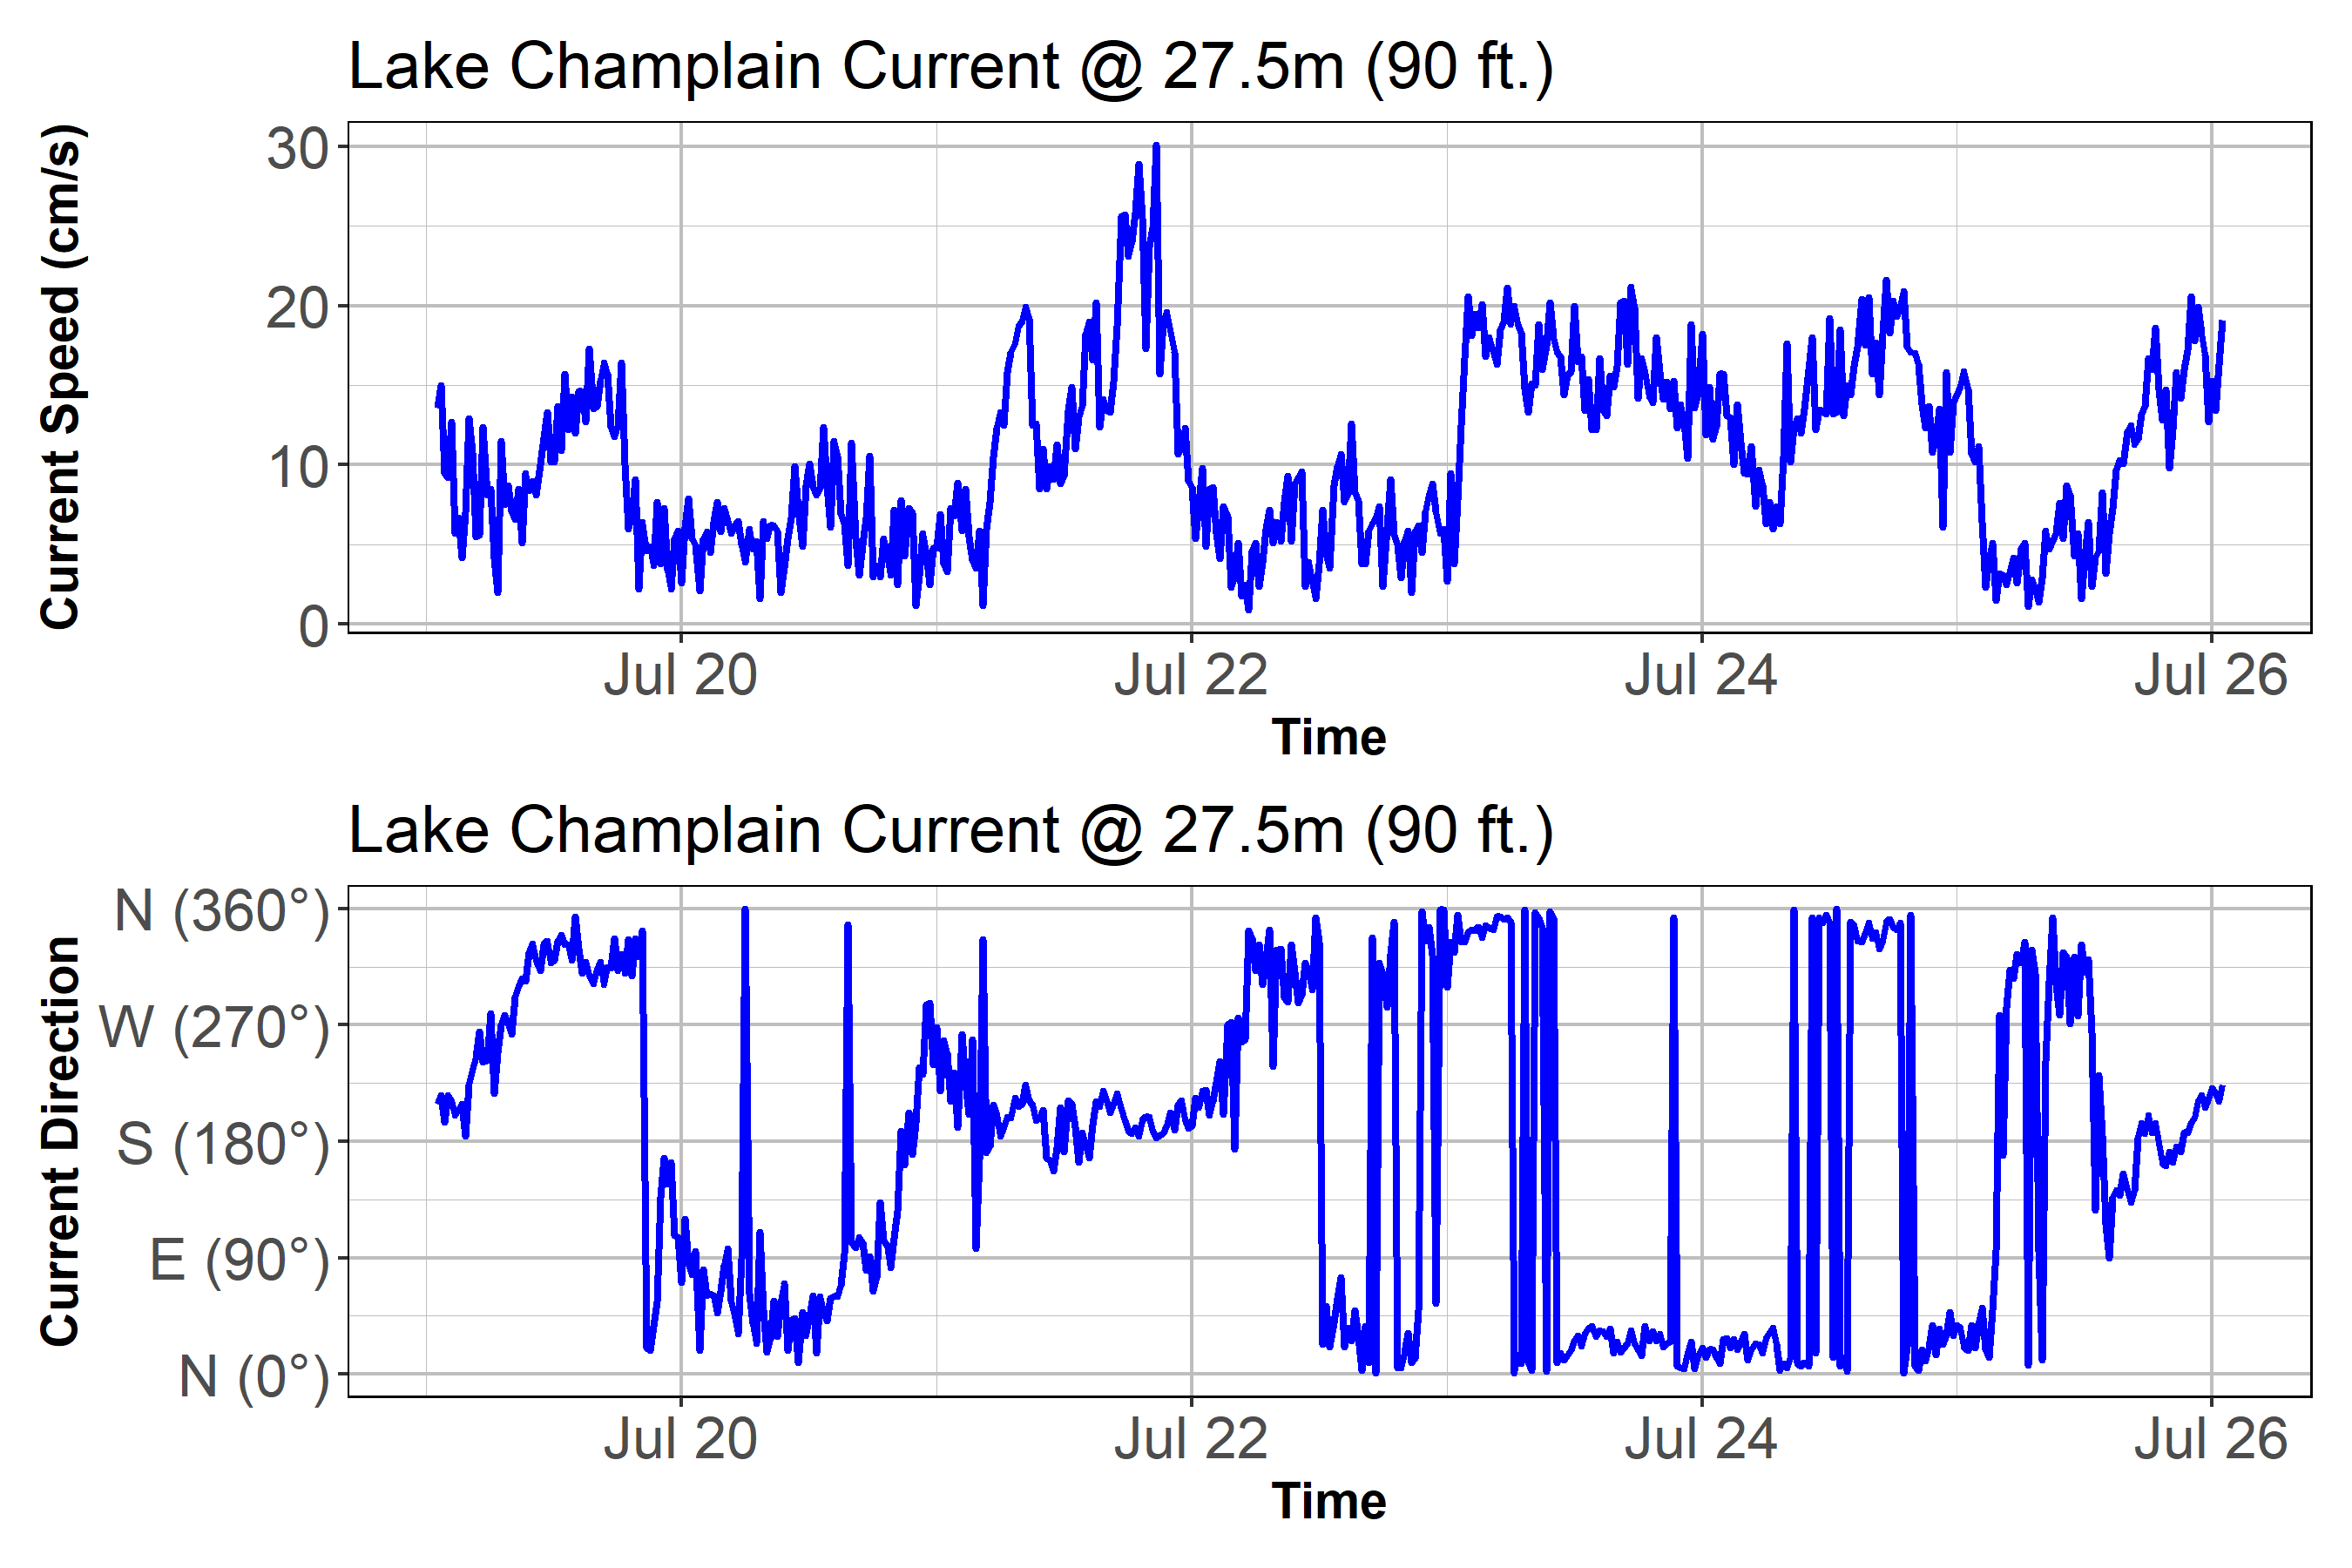 Lake Champlain Current @ 27.5m (90 ft.)
Current Speed (cm/s)
30
20
10
0
Jul 20 Jul 22 Jul 24 Jul 26
Time
Lake Champlain Current @ 27.5m (90 ft.)
Current Direction
N (360°)
W (270°)
S (180°)
E (90°)
N (0°)
Jul 20 Jul 22 Jul 24 Jul 26
Time